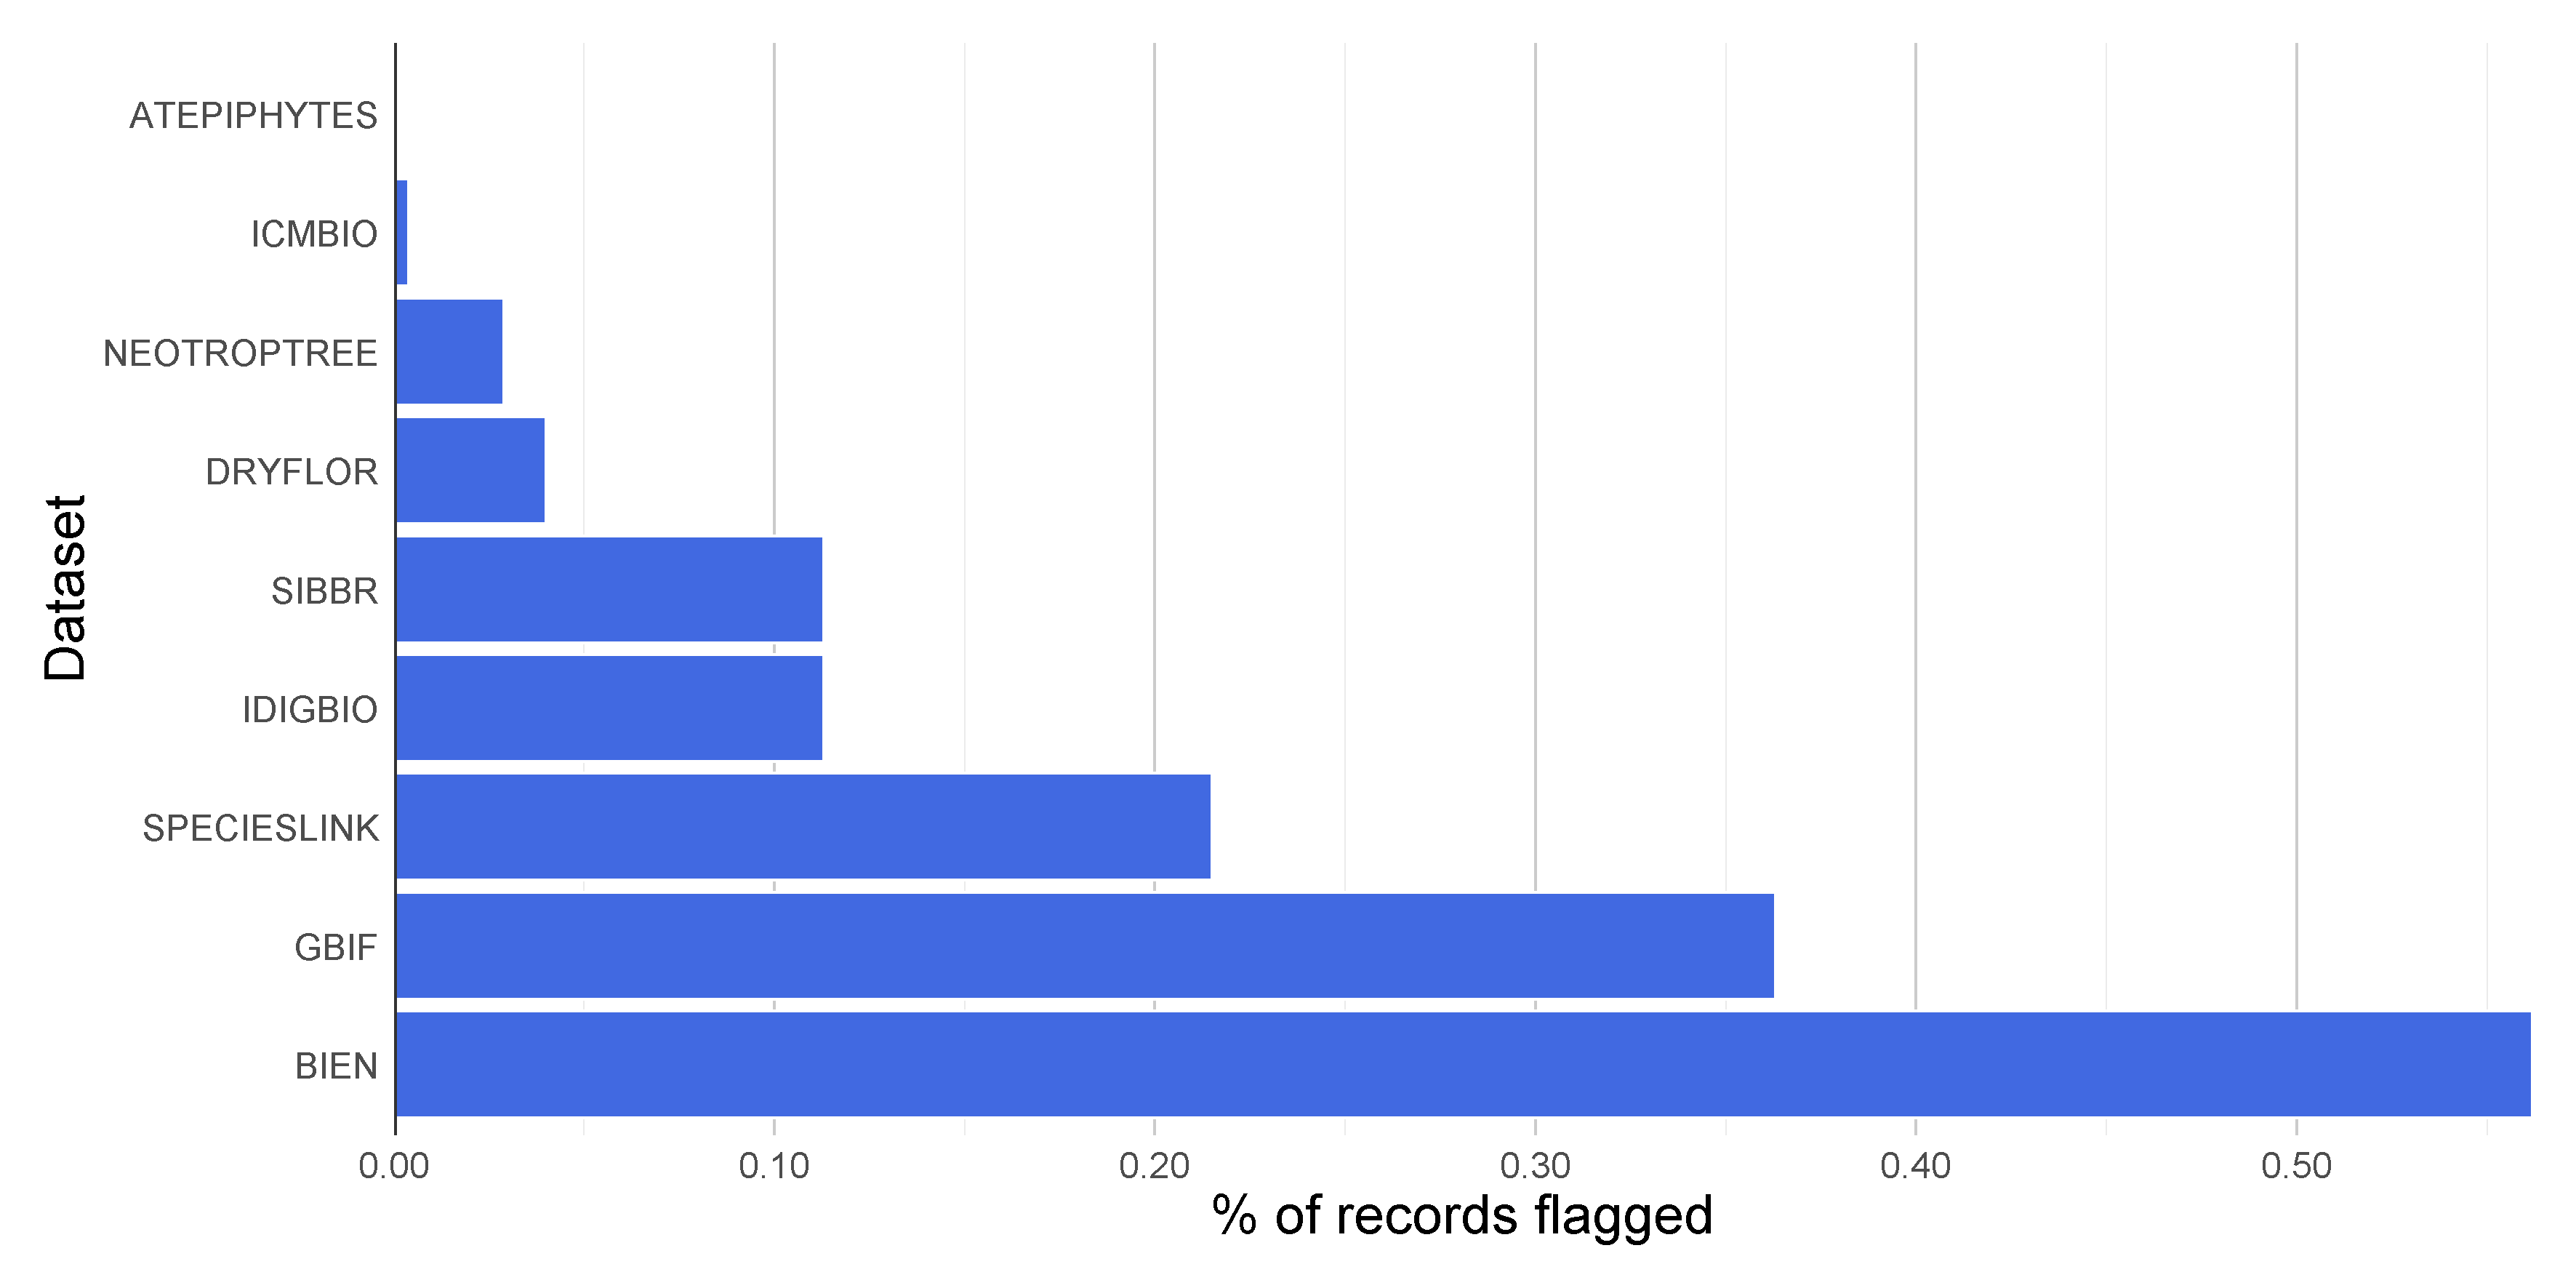 ATEPIPHYTES
ICMBIO
NEOTROPTREE
DRYFLOR
SIBBR
IDIGBIO
SPECIESLINK
GBIF
BIEN
Dataset
0.00 0.10 0.20 0.30 0.40 0.50
% of records flagged